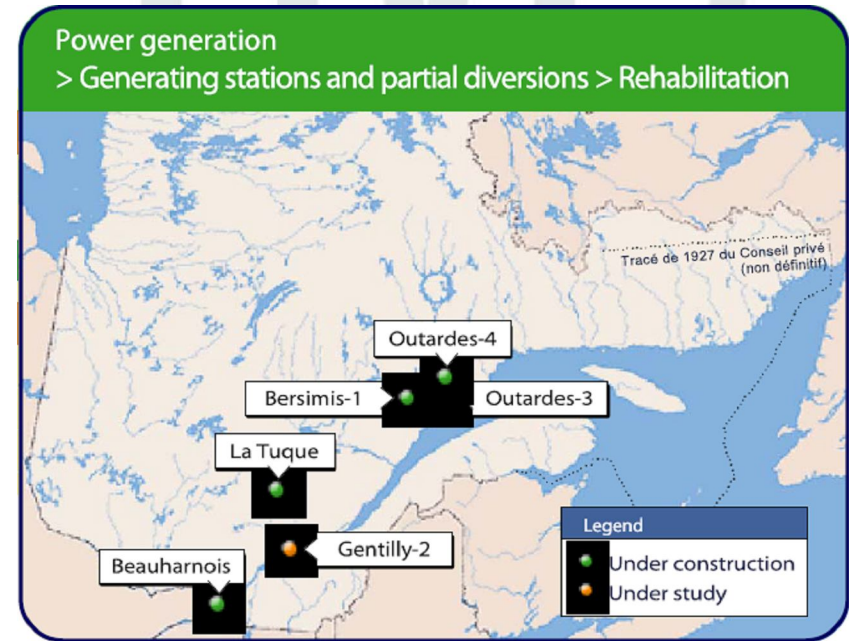 Power generation
> Generating stations and partial diversions > Rehabilitation
Tracé de 1927 du Conseil privé
(non définitif)
Outardes-4
Bersimis-1
Outardes-3
La Tuque
Gentilly-2
Beauharnois
Legend
Under construction
Under study